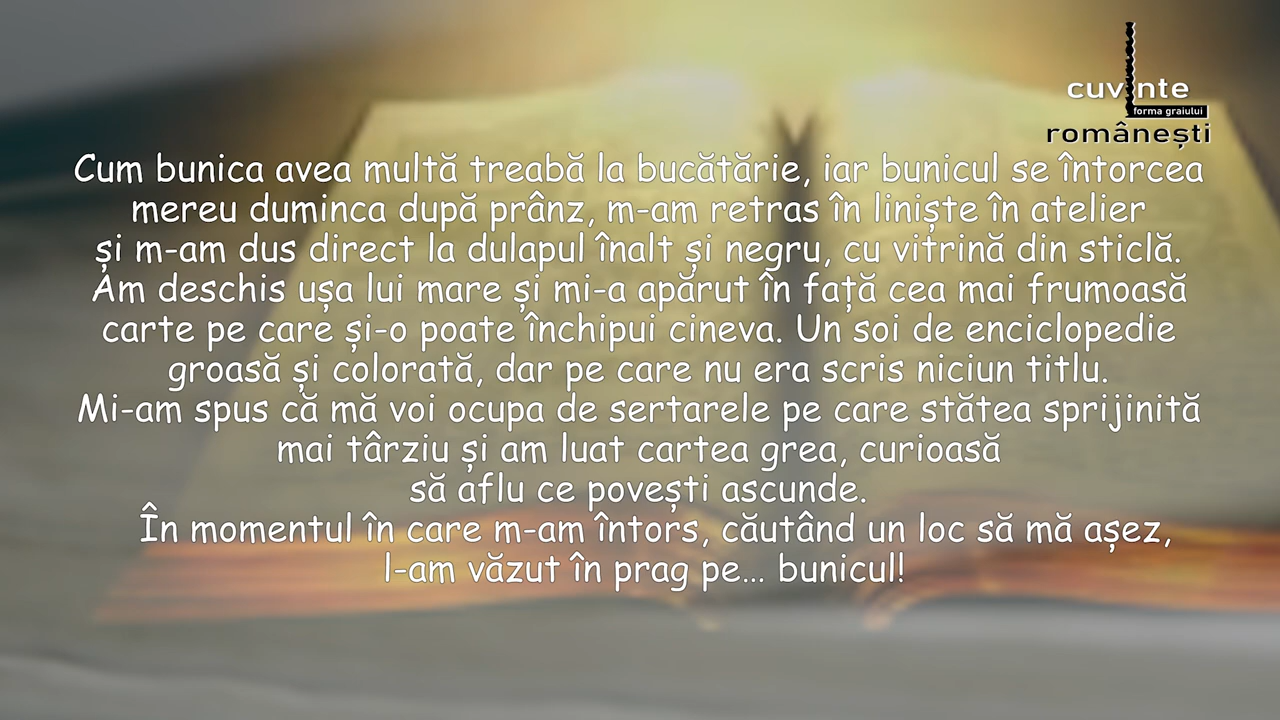 cuvinte
forma graiului
românești
Cum bunica avea multă treabă la bucătărie, iar bunicul se întorcea
mereu duminca după prânz, m-am retras în liniște în atelier
și m-am dus direct la dulapul înalt și negru, cu vitrină din sticlă.
Am deschis ușa lui mare și mi-a apărut în față cea mai frumoasă
carte pe care și-o poate închipui cineva. Un soi de enciclopedie
groasă și colorată, dar pe care nu era scris niciun titlu.
Mi-am spus că mă voi ocupa de sertarele pe care stătea sprijinită
mai târziu și am luat cartea grea, curioasă
să aflu ce povești ascunde.
În momentul în care m-am întors, căutând un loc să mă așez,
l-am văzut în prag pe... bunicul!